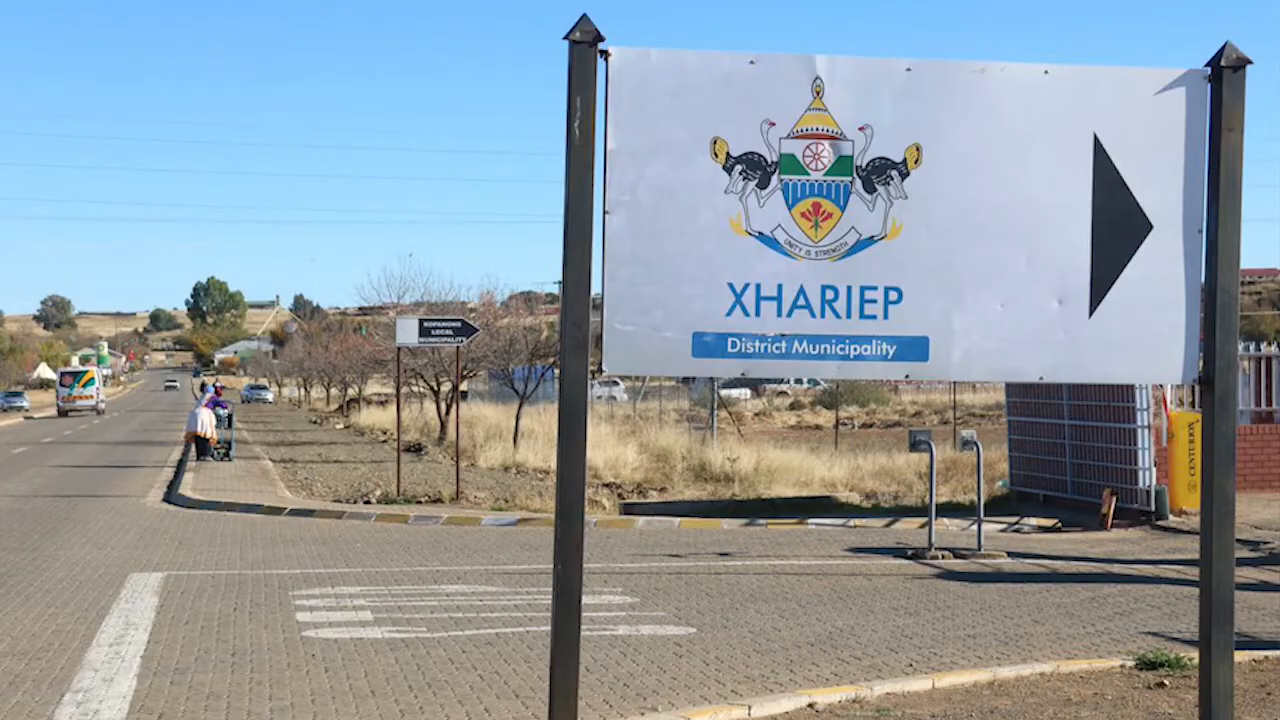 UNITY IS STRENGTH
XHARIEP
District Municipality
KOPANONG
LOCAL
MUNICIPALITY
CENTURION